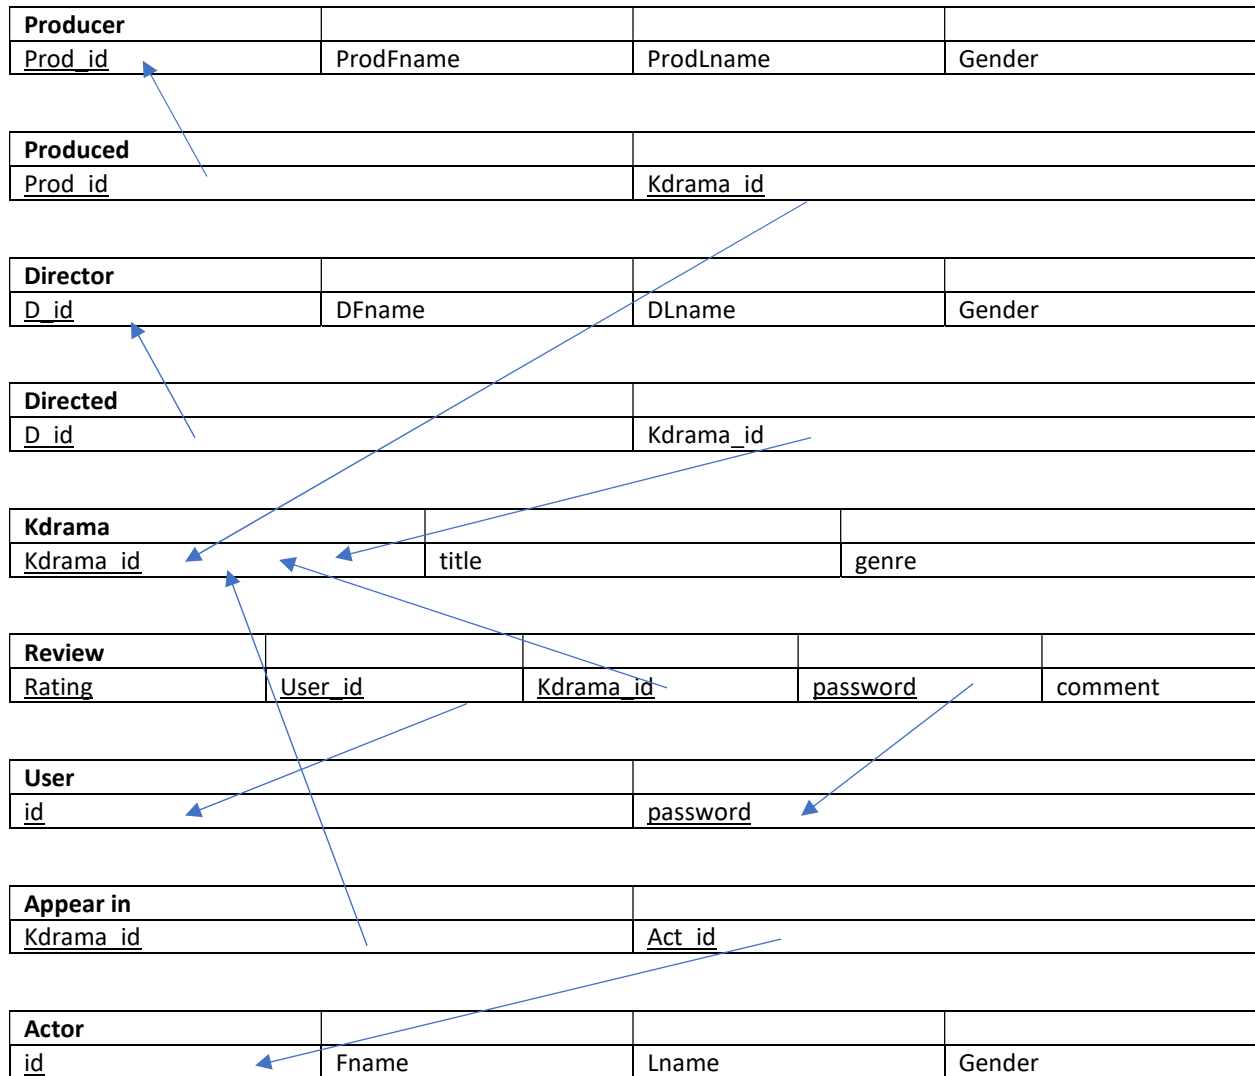 Producer
Prod_id ProdFname ProdLname Gender
Produced
Prod_id Kdrama_id
Director
D_id DFname DLname Gender
Directed
D_id Kdrama_id
Kdrama
Kdrama_id title genre
Review
Rating User_id Kdrama_id password comment
User
id password
Appear in
Kdrama_id Act_id
Actor
id Fname Lname Gender